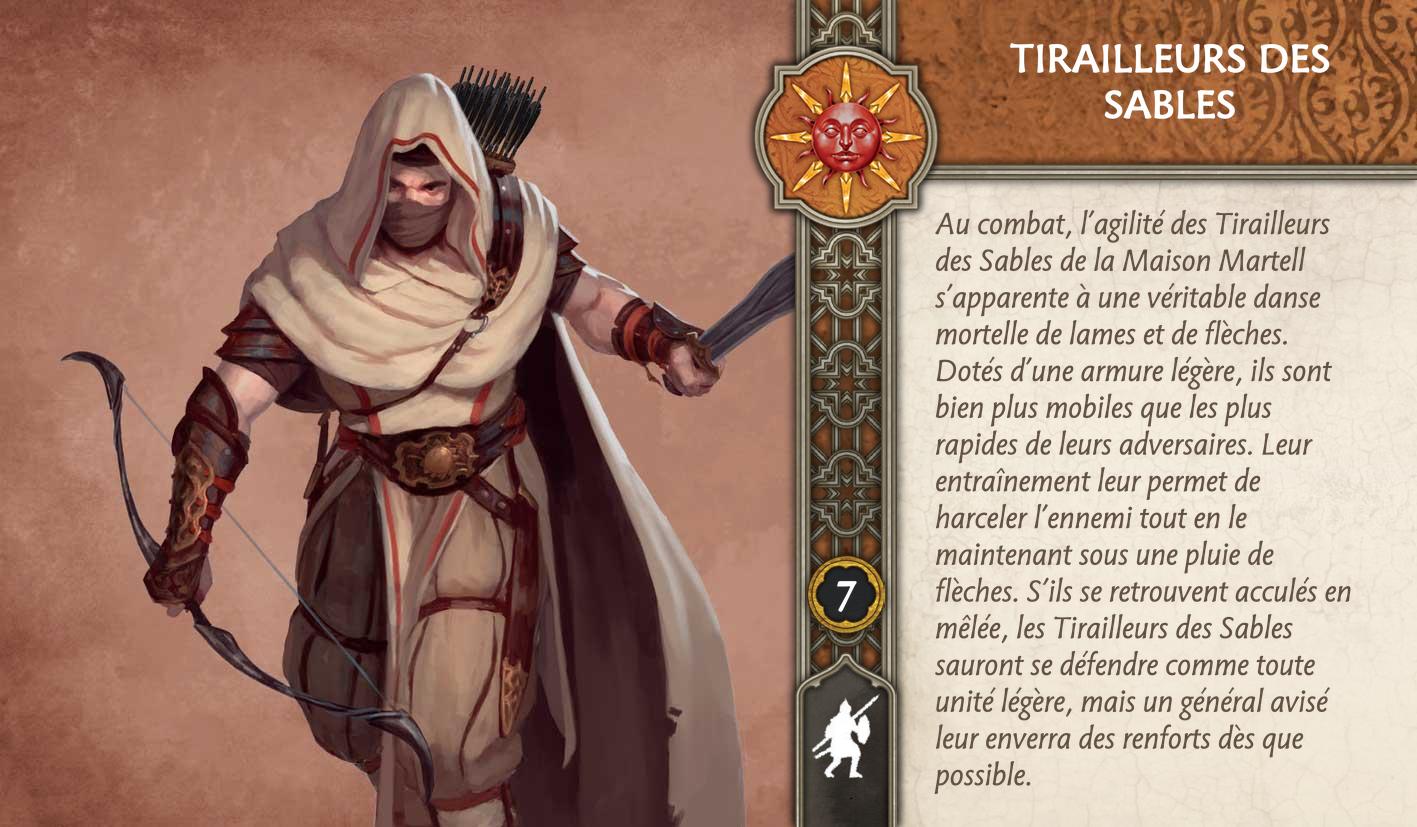 TIRAILLEURS DES
SABLES
Au combat, l'agilité des Tirailleurs
des Sables de la Maison Martell
s'apparente à une véritable danse
mortelle de lames et de flèches.
Dotés d'une armure légère, ils sont
bien plus mobiles que les plus
rapides de leurs adversaires. Leur
entraînement leur permet de
harceler l'ennemi tout en le
maintenant sous une pluie de
flèches. S'ils se retrouvent acculés en
mêlée, les Tirailleurs des Sables
sauront se défendre comme toute
unité légère, mais un général avisé
leur enverra des renforts dès que
possible.
7